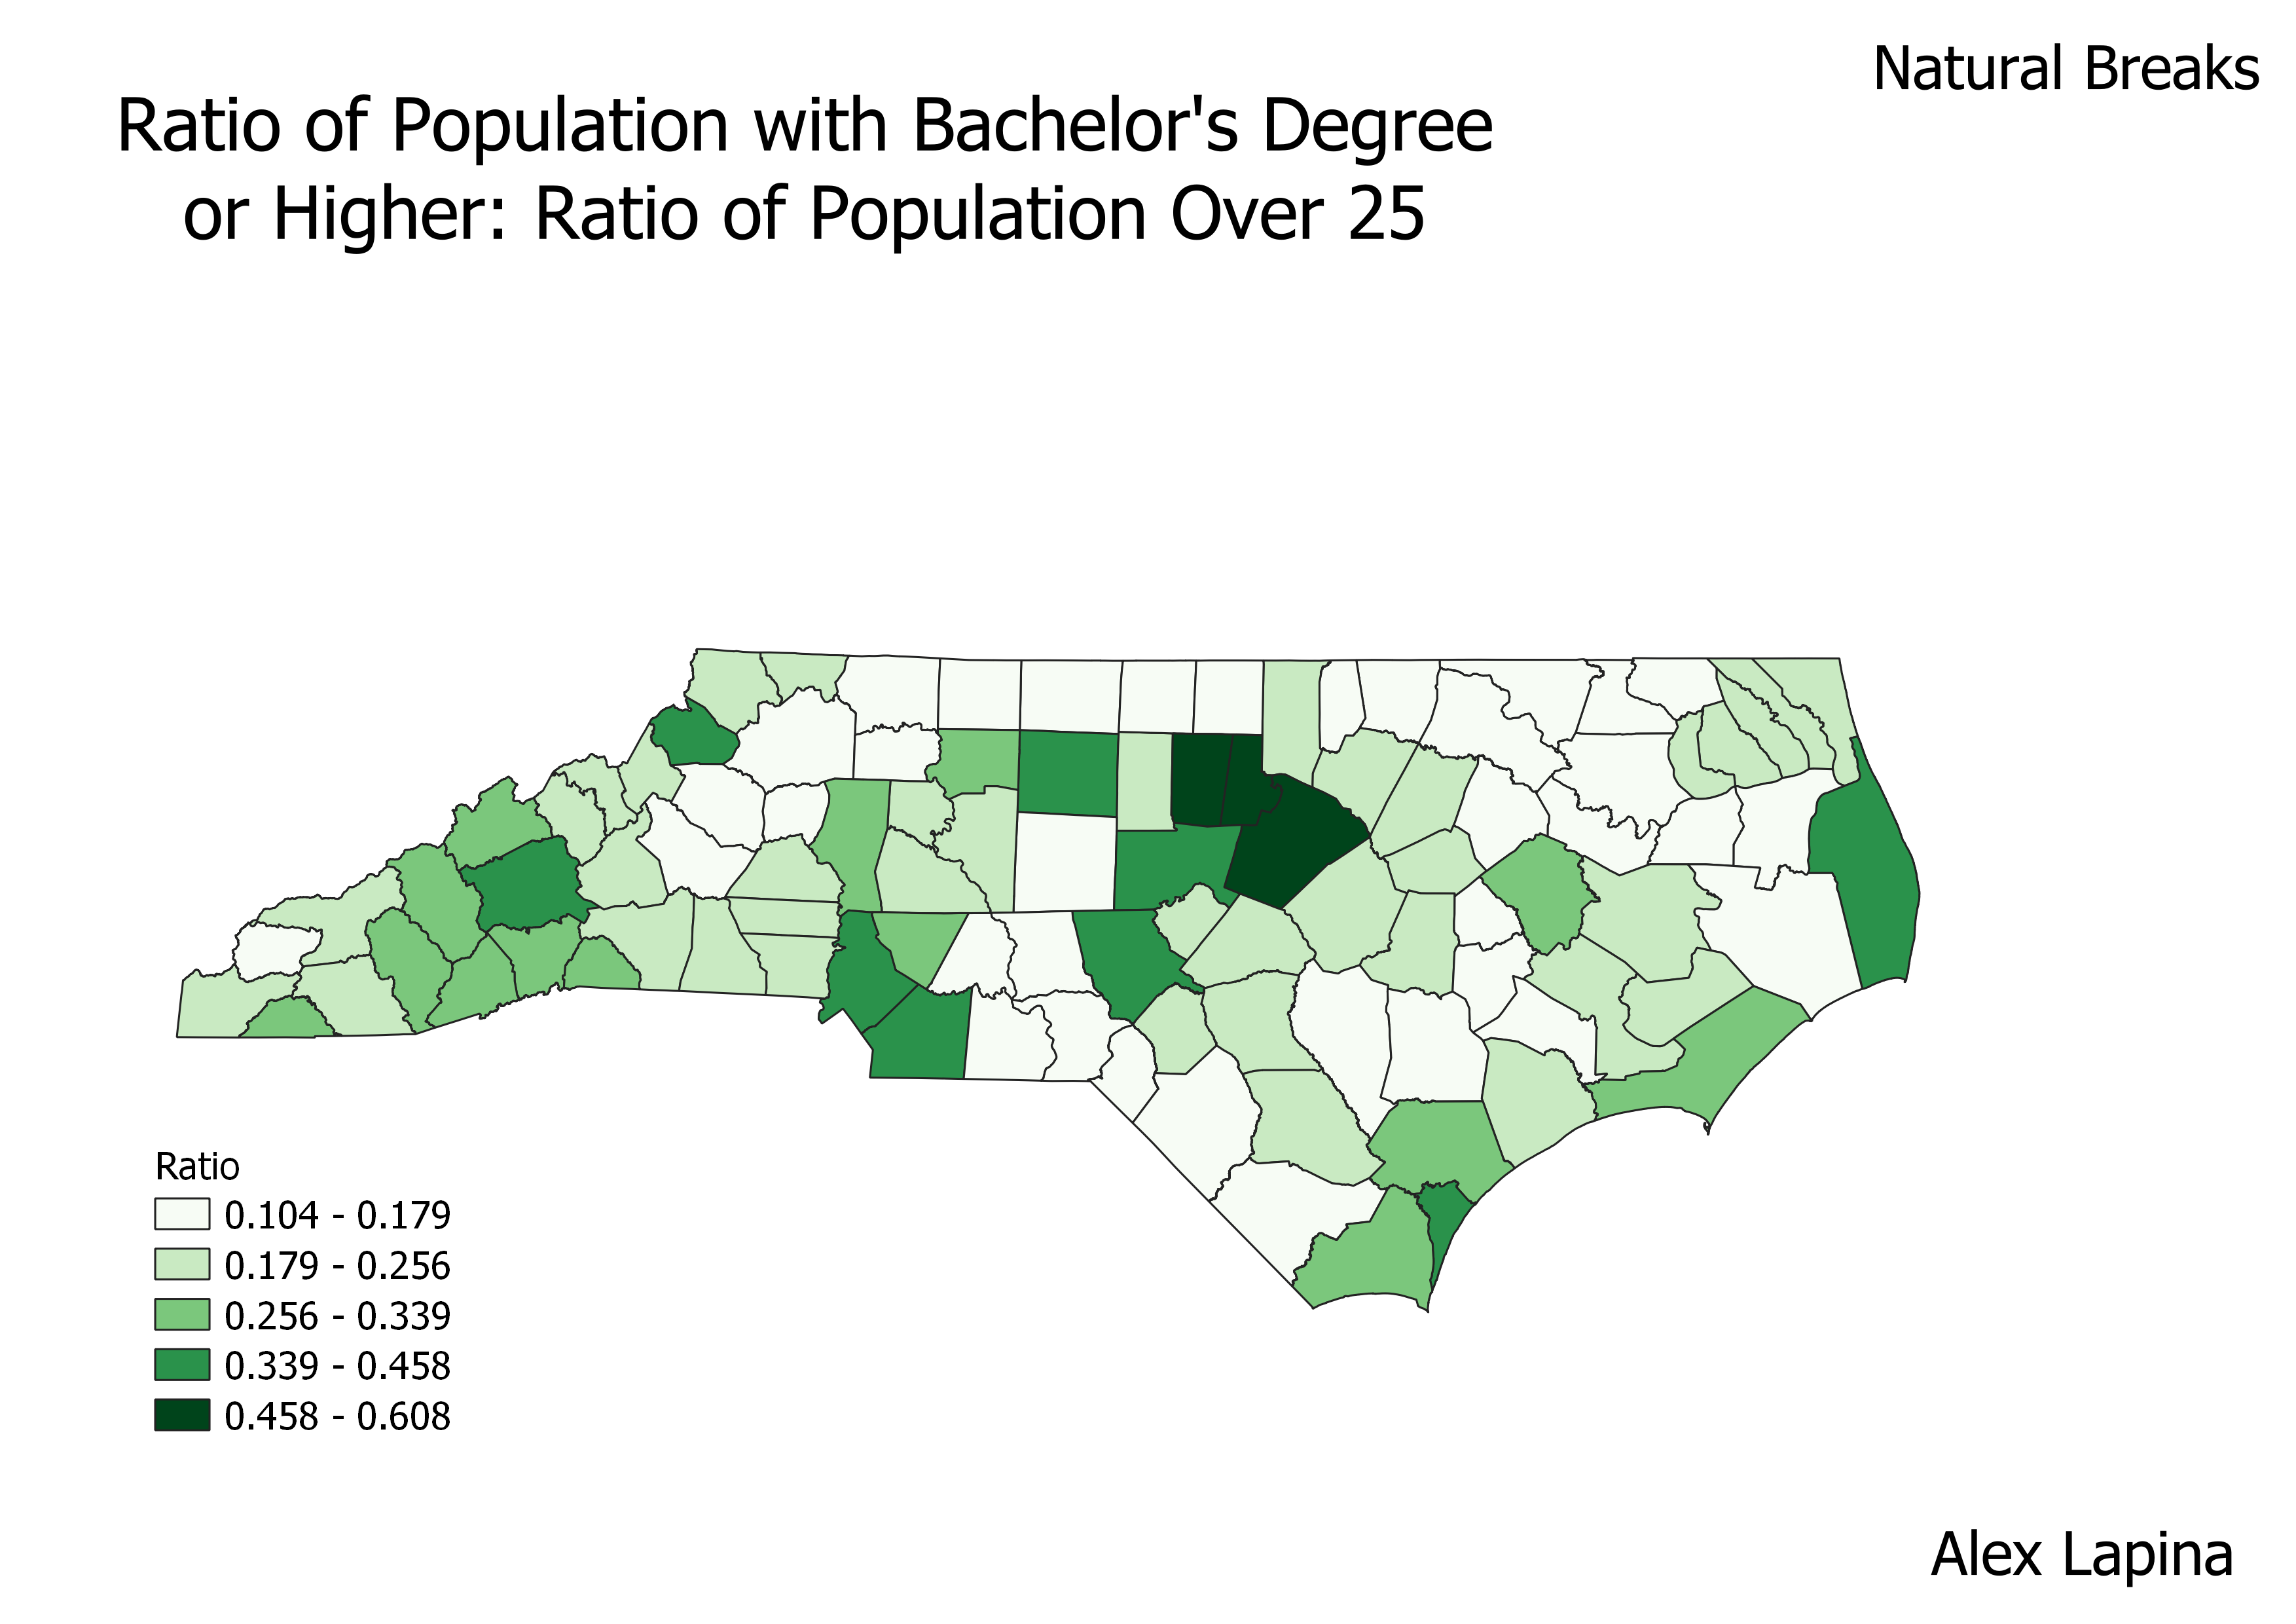 Natural Breaks
Ratio of Population with Bachelor's Degree
or Higher: Ratio of Population Over 25
Ratio
0.104 - 0.179
0.179 - 0.256
0.256 - 0.339
0.339 - 0.458
0.458 - 0.608
Alex Lapina